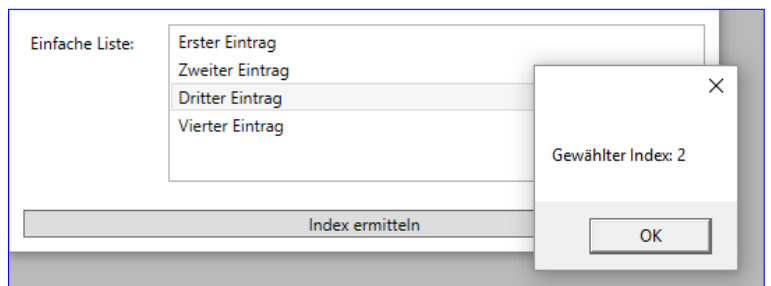 Einfache Liste:
Erster Eintrag
Zweiter Eintrag
Dritter Eintrag
Vierter Eintrag
Index ermitteln
Gewählter Index: 2
OK